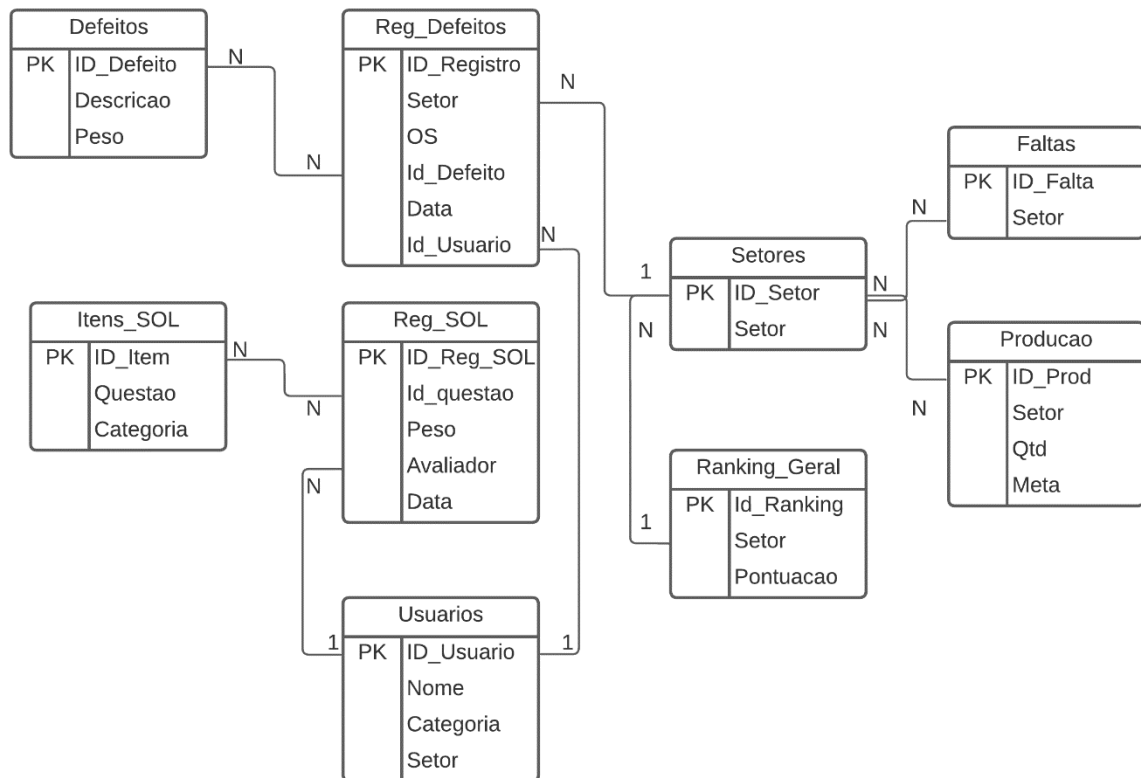 Defeitos
PK ID_Defeito
Descricao
Peso
N
N
Reg_Defeitos
PK ID_Registro
Setor
OS
Id_Defeito
Data
Id_Usuario
N
N
Itens_SOL
PK ID_Item
Questao
Categoria
N
N
Reg_SOL
PK ID_Reg_SOL
Id_questao
Peso
Avaliador
Data
N
1
Usuarios
PK ID_Usuario
Nome
Categoria
Setor
1
1
N
Setores
PK ID_Setor
Setor
N
N
Ranking_Geral
PK Id_Ranking
Setor
Pontuacao
1
Faltas
PK ID_Falta
Setor
N
Producao
PK ID_Prod
Setor
Qtd
Meta
N